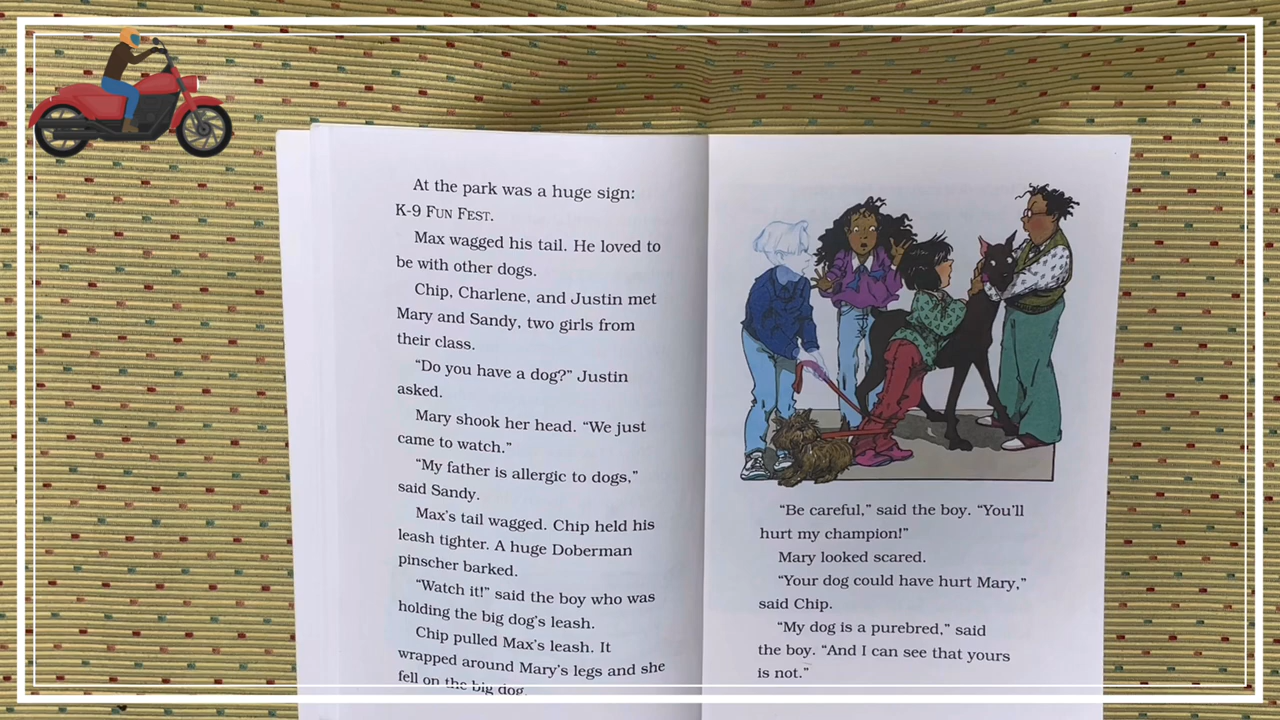 At the park was a huge sign:
K-9 FUN FEST.
Max wagged his tail. He loved to
be with other dogs.
Chip, Charlene, and Justin met
Mary and Sandy, two girls from
their class.
“Do you have a dog?” Justin
asked.
Mary shook her head. “We just
came to watch.”
“My father is allergic to dogs,”
said Sandy.
Max’s tail wagged. Chip held his
leash tighter. A huge Doberman
pinscher barked.
“Watch it!” said the boy who was
holding the big dog’s leash.
Chip pulled Max’s leash. It
wrapped around Mary’s legs and she
fell on the big dog.
“Be careful,” said the boy. “You’ll
hurt my champion!”
Mary looked scared.
“Your dog could have hurt Mary,”
said Chip.
“My dog is a purebred,” said
the boy. “And I can see that yours
is not.”